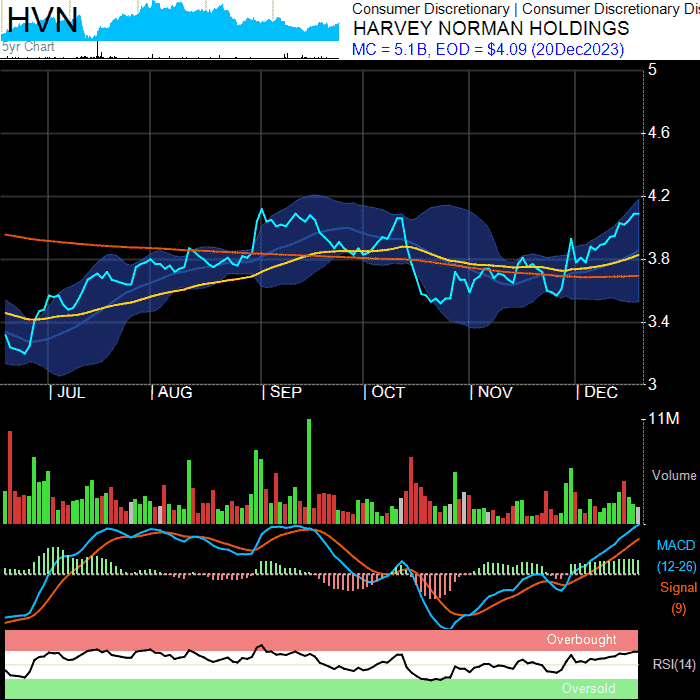 HVN
5yr Chart
Consumer Discretionary | Consumer Discretionary Dis
HARVEY NORMAN HOLDINGS
MC = 5.1B, EOD = $4.09 (20Dec2023)
5
4.6
4.2
3.8
3.4
3
JUL AUG SEP OCT NOV DEC
11M
Volume
MACD
(12-26)
Signal
(9)
Overbought
RSI(14)
Oversold